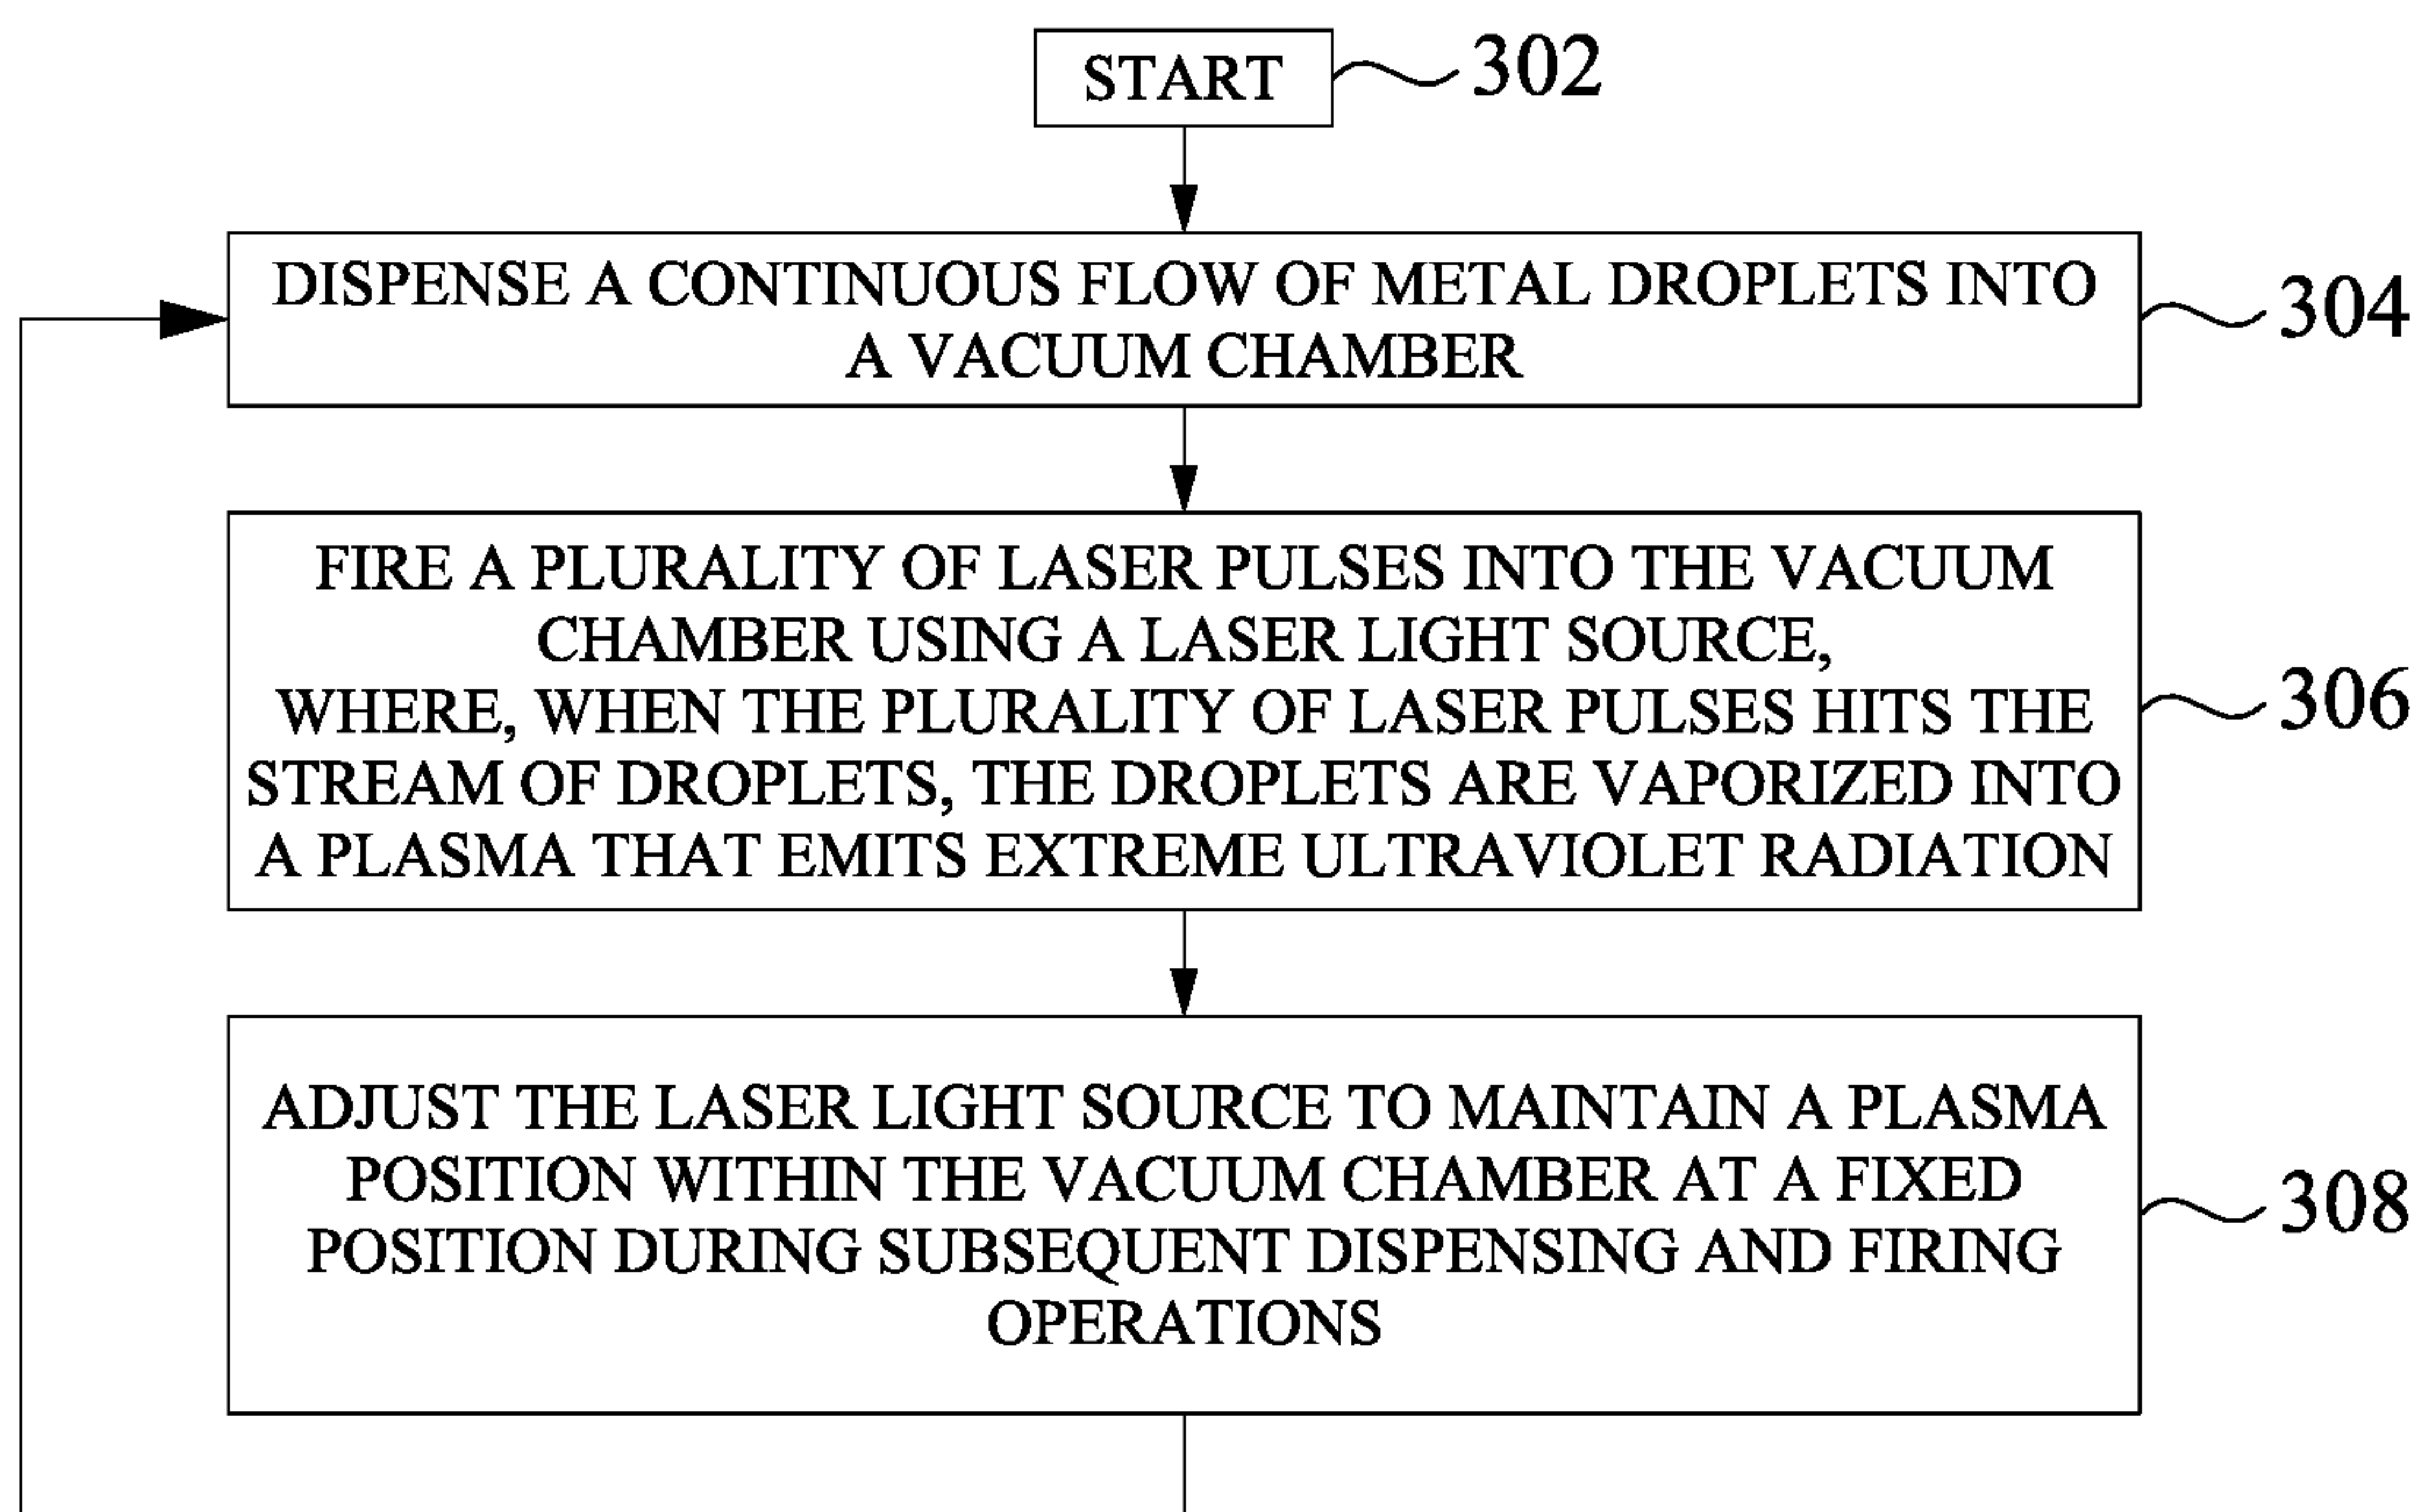 START 302
DISPENSE A CONTINUOUS FLOW OF METAL DROPLETS INTO
A VACUUM CHAMBER
304
FIRE A PLURALITY OF LASER PULSES INTO THE VACUUM
CHAMBER USING A LASER LIGHT SOURCE,
WHERE, WHEN THE PLURALITY OF LASER PULSES HITS THE
STREAM OF DROPLETS, THE DROPLETS ARE VAPORIZED INTO
A PLASMA THAT EMITS EXTREME ULTRAVIOLET RADIATION
306
ADJUST THE LASER LIGHT SOURCE TO MAINTAIN A PLASMA
POSITION WITHIN THE VACUUM CHAMBER AT A FIXED
POSITION DURING SUBSEQUENT DISPENSING AND FIRING
OPERATIONS
308